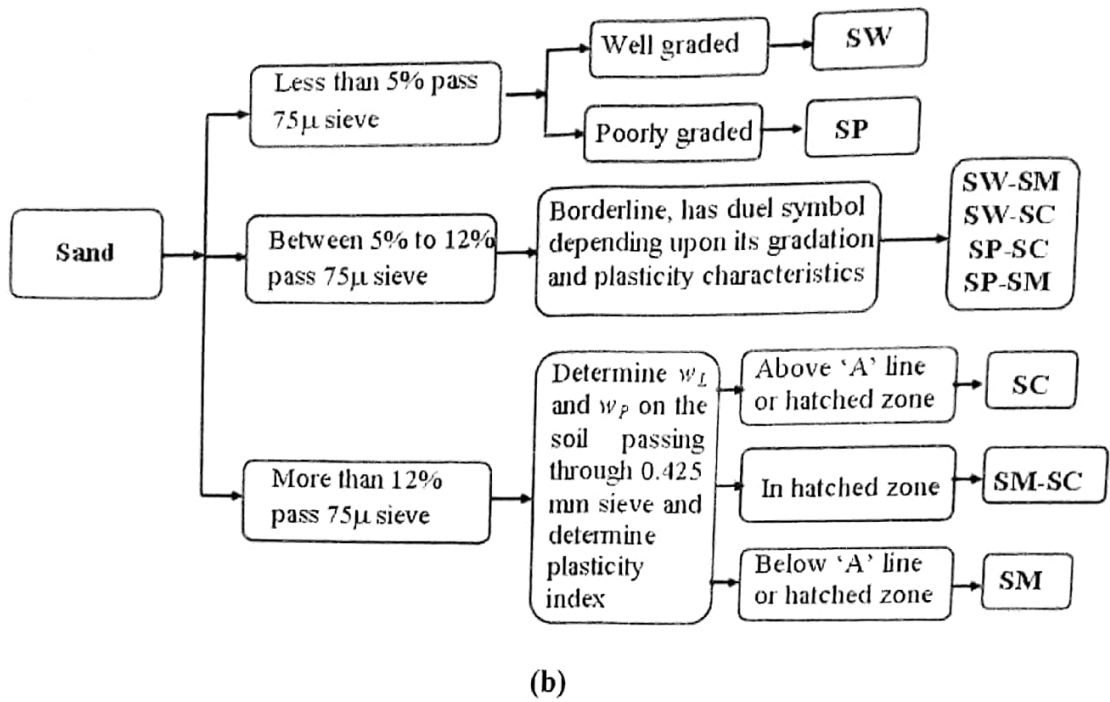 Well graded
SW
Less than 5% pass
75µ sieve
Poorly graded
SP
Sand
Between 5% to 12%
pass 75µ sieve
Borderline, has duel symbol
depending upon its gradation
and plasticity characteristics
SW-SM
SW-SC
SP-SC
SP-SM
More than 12%
pass 75µ sieve
Determine w_L
and w_P on the
soil passing
through 0.425
mm sieve and
determine
plasticity
index
Above ‘A’ line
or hatched zone
SC
In hatched zone
SM-SC
Below ‘A’ line
or hatched zone
SM
(b)